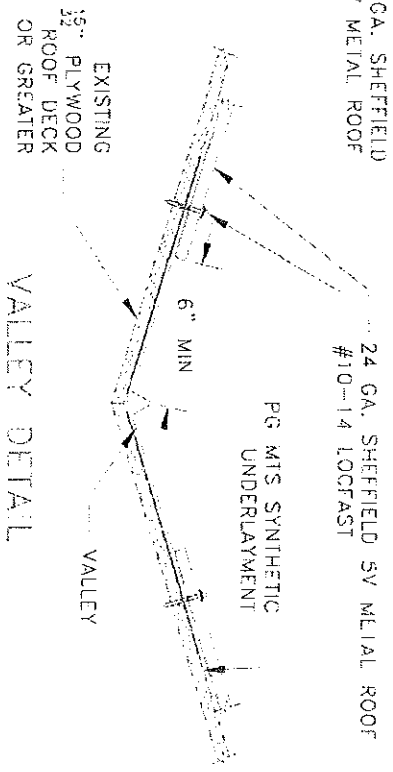 GA. SHEFFIELD
METAL ROOF
24 GA. SHEFFIELD 5V METAL ROOF
#10-14 LOCFAST
PG MTS SYNTHETIC
UNDERLAYMENT
6" MIN
EXISTING
15/32" PLYWOOD
ROOF DECK
OR GREATER
VALLEY
VALLEY DETAIL